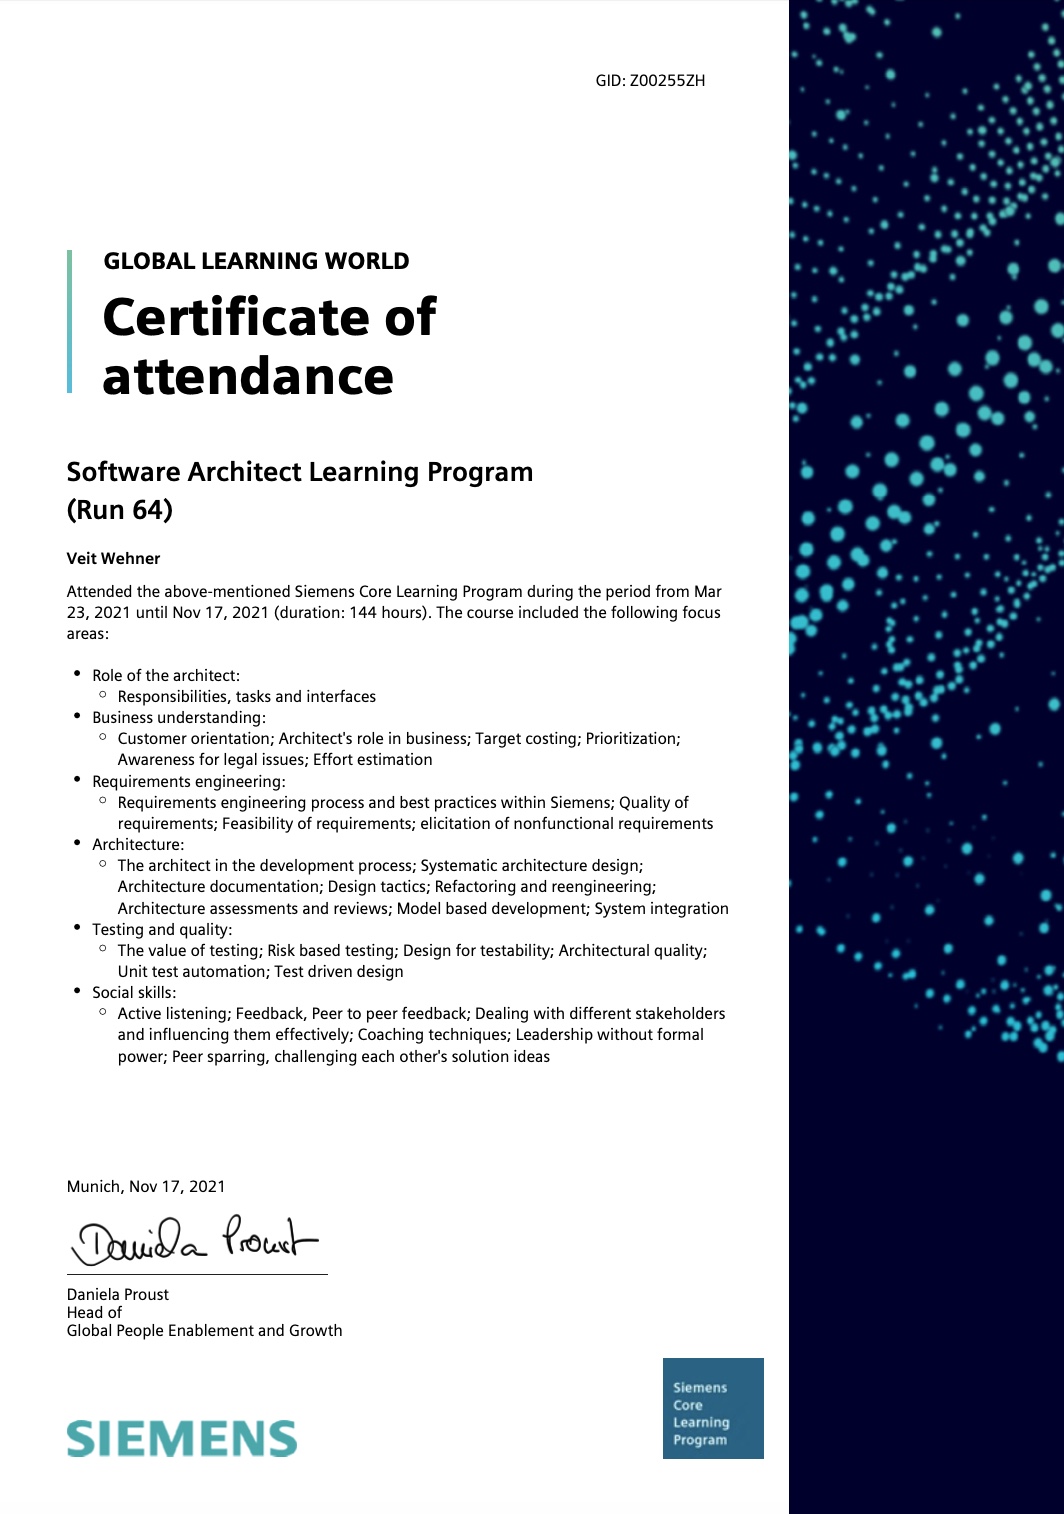 GID: Z00255ZH
GLOBAL LEARNING WORLD
Certificate of
attendance
Software Architect Learning Program
(Run 64)
Veit Wehner
Attended the above-mentioned Siemens Core Learning Program during the period from Mar
23, 2021 until Nov 17, 2021 (duration: 144 hours). The course included the following focus
areas:
• Role of the architect:
○ Responsibilities, tasks and interfaces
• Business understanding:
○ Customer orientation; Architect's role in business; Target costing; Prioritization;
Awareness for legal issues; Effort estimation
• Requirements engineering:
○ Requirements engineering process and best practices within Siemens; Quality of
requirements; Feasibility of requirements; elicitation of nonfunctional requirements
• Architecture:
○ The architect in the development process; Systematic architecture design;
Architecture documentation; Design tactics; Refactoring and reengineering;
Architecture assessments and reviews; Model based development; System integration
• Testing and quality:
○ The value of testing; Risk based testing; Design for testability; Architectural quality;
Unit test automation; Test driven design
• Social skills:
○ Active listening; Feedback, Peer to peer feedback; Dealing with different stakeholders
and influencing them effectively; Coaching techniques; Leadership without formal
power; Peer sparring, challenging each other's solution ideas
Munich, Nov 17, 2021
Daniela Proust
Daniela Proust
Head of
Global People Enablement and Growth
Siemens
Core
Learning
Program
SIEMENS